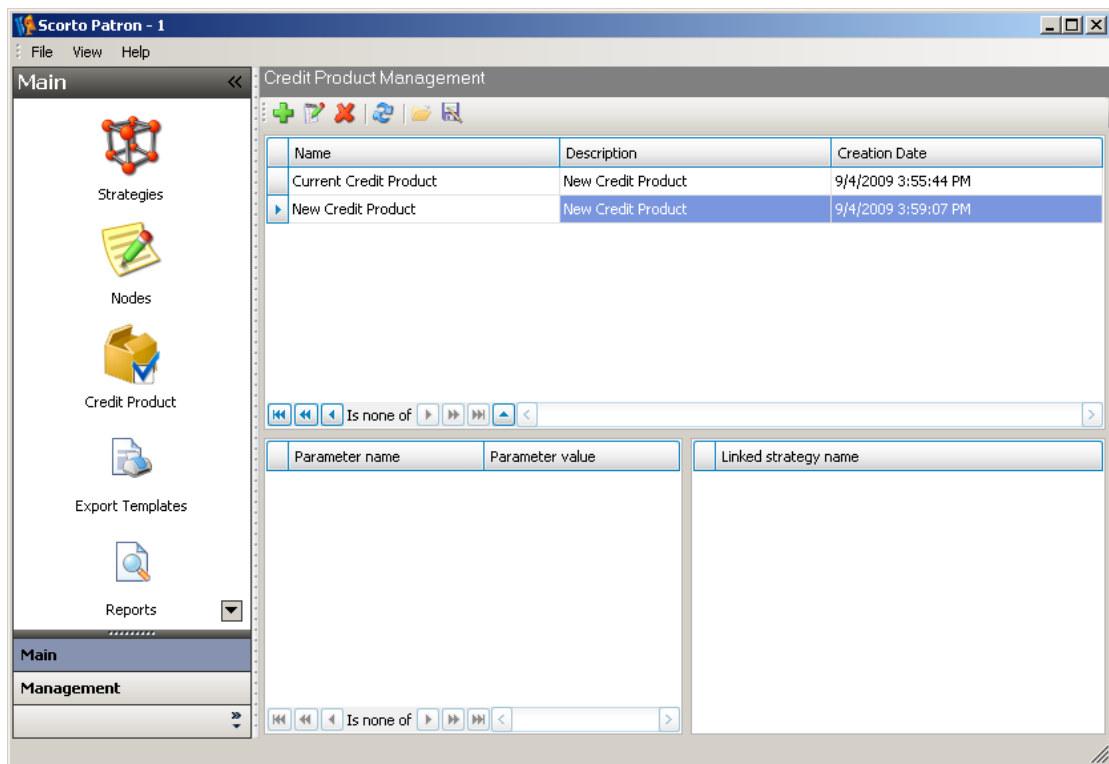 Scorto Patron - 1
File View Help
Main
Strategies
Nodes
Credit Product
Export Templates
Reports
Main
Management
Credit Product Management
Name Description Creation Date
Current Credit Product New Credit Product 9/4/2009 3:55:44 PM
New Credit Product New Credit Product 9/4/2009 3:59:07 PM
Is none of
Parameter name Parameter value
Is none of
Linked strategy name